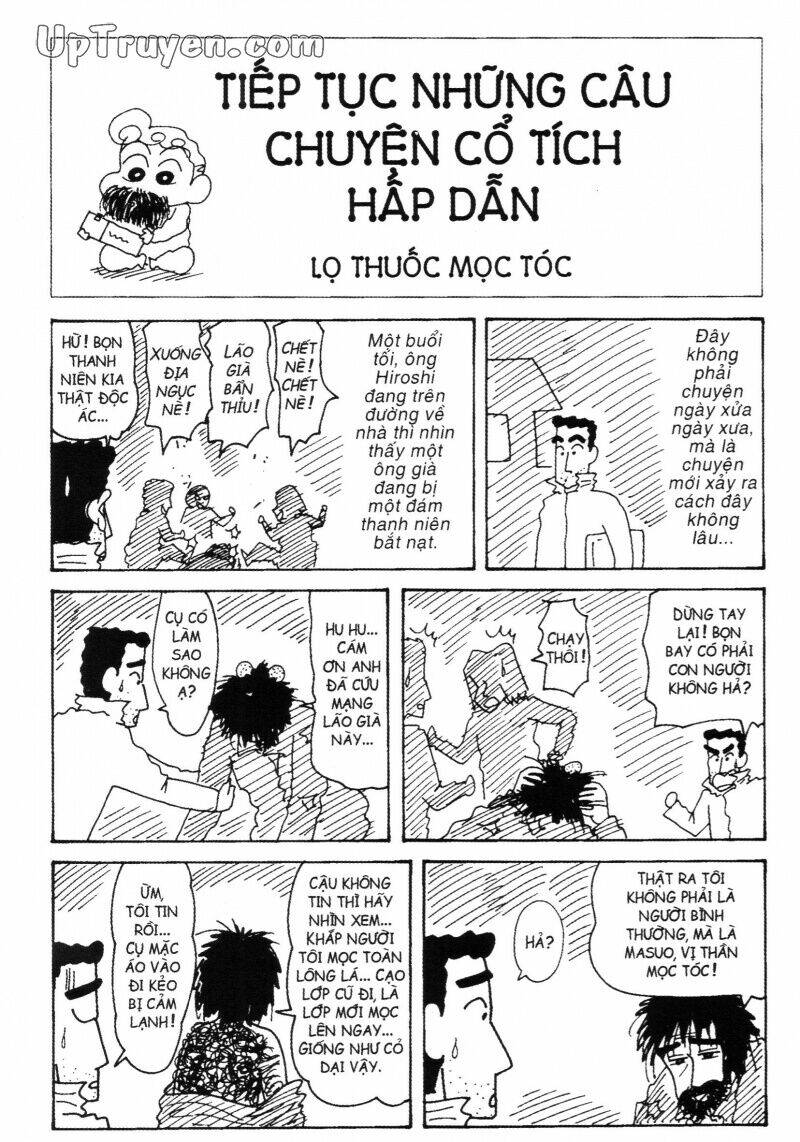 UpTruyen.com
TIẾP TỤC NHỮNG CÂU
CHUYỆN CỔ TÍCH
HẤP DẪN
LỌ THUỐC MỌC TÓC
Đây
không
phải
chuyện
ngày xửa
ngày xưa,
mà là
chuyện
mới xảy ra
cách đây
không
lâu...
Một buổi
tối, ông
Hiroshi
đang trên
đường về
nhà thì nhìn
thấy một
ông già
đang bị
một đám
thanh niên
bắt nạt.
CHẾT
NÈ!
CHẾT
NÈ!
LÃO
GIÀ
BẨN
THỈU!
XUỐNG
ĐỊA
NGỤC
NÈ!
HỪ! BỌN
THANH
NIÊN KIA
THẬT ĐỘC
ÁC...
DỪNG TAY
LẠI! BỌN
BAY CÓ PHẢI
CON NGƯỜI
KHÔNG HẢ?
CHẠY
THÔI!
HU HU...
CÁM
ƠN ANH
ĐÃ CỨU
MẠNG
LÃO GIÀ
NÀY...
CỤ CÓ
LÀM
SAO
KHÔNG
Ạ?
THẬT RA TÔI
KHÔNG PHẢI LÀ
NGƯỜI BÌNH
THƯỜNG, MÀ LÀ
MASUO, VỊ THẦN
MỌC TÓC!
HẢ?
CẬU KHÔNG
TIN THÌ HÃY
NHÌN XEM...
KHẮP NGƯỜI
TÔI MỌC TOÀN
LÔNG LÁ... CẠO
LỚP CŨ ĐI, LÀ
LỚP MỚI MỌC
LÊN NGAY...
GIỐNG NHƯ CỎ
DẠI VẬY.
ỪM,
TÔI TIN
RỒI...
CỤ MẶC
ÁO VÀO
ĐI KẺO
BỊ CẢM
LẠNH!